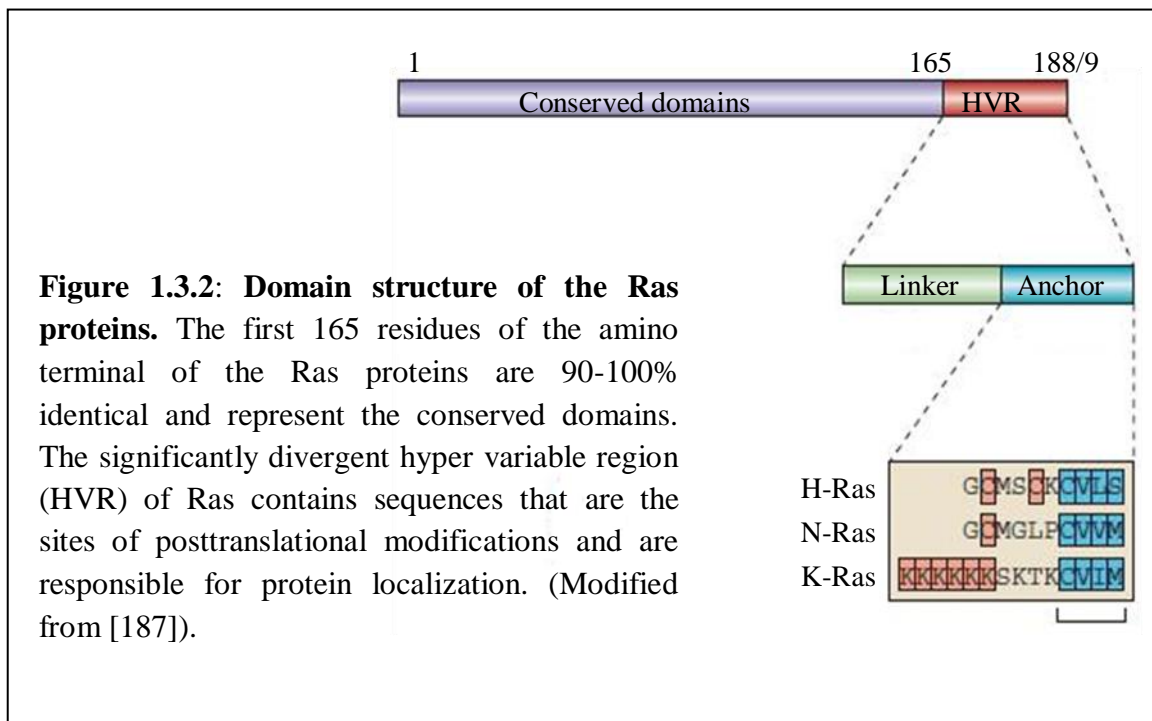 1 165 188/9
Conserved domains HVR
Linker Anchor
Figure 1.3.2: Domain structure of the Ras
proteins. The first 165 residues of the amino
terminal of the Ras proteins are 90-100%
identical and represent the conserved domains.
The significantly divergent hyper variable region
(HVR) of Ras contains sequences that are the
sites of posttranslational modifications and are
responsible for protein localization. (Modified
from [187]).
H-Ras GCMSCKCVLS
N-Ras GCMGLPCVVM
K-Ras KKKKKKSKTKCVIM